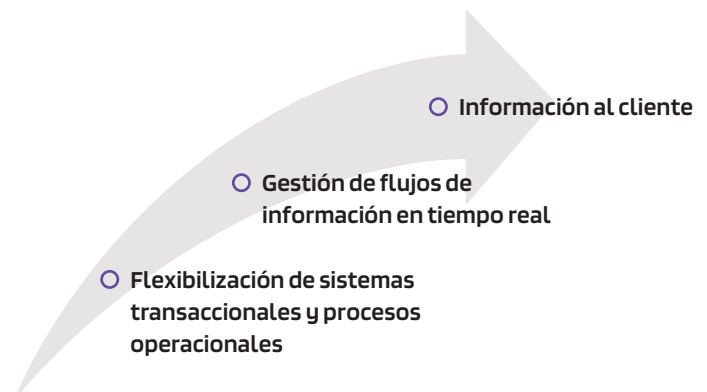 Información al cliente
Gestión de flujos de
información en tiempo real
Flexibilización de sistemas
transaccionales y procesos
operacionales